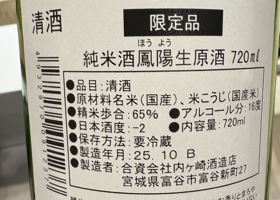 清酒
限定品
ほうよう
純米酒鳳陽生原酒 720ml
●品目:清酒
●原材料名:米(国産)、米こうじ(国産米)
●精米歩合:65% ●アルコール分:16度
●日本酒度:-2 ●内容量:720ml
●保存方法:要冷蔵
●製造年月 25.10 B
●製造者:合資会社内ヶ崎酒造店
宮城県富谷市富谷新町27